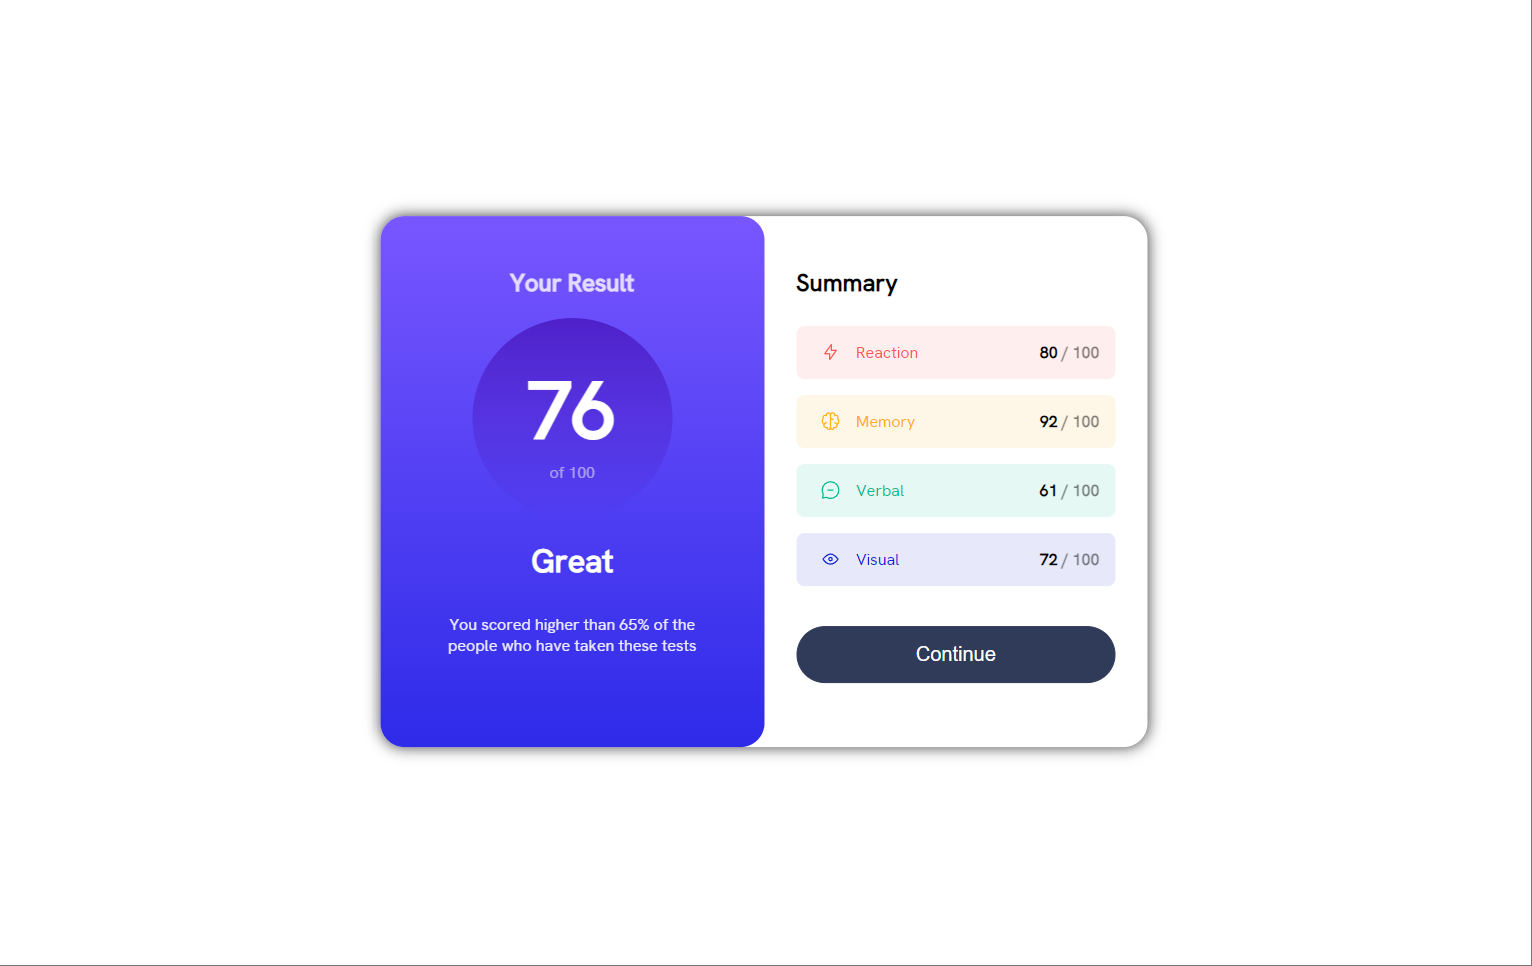 Your Result
76
of 100
Great
You scored higher than 65% of the
people who have taken these tests
Summary
Reaction 80 / 100
Memory 92 / 100
Verbal 61 / 100
Visual 72 / 100
Continue